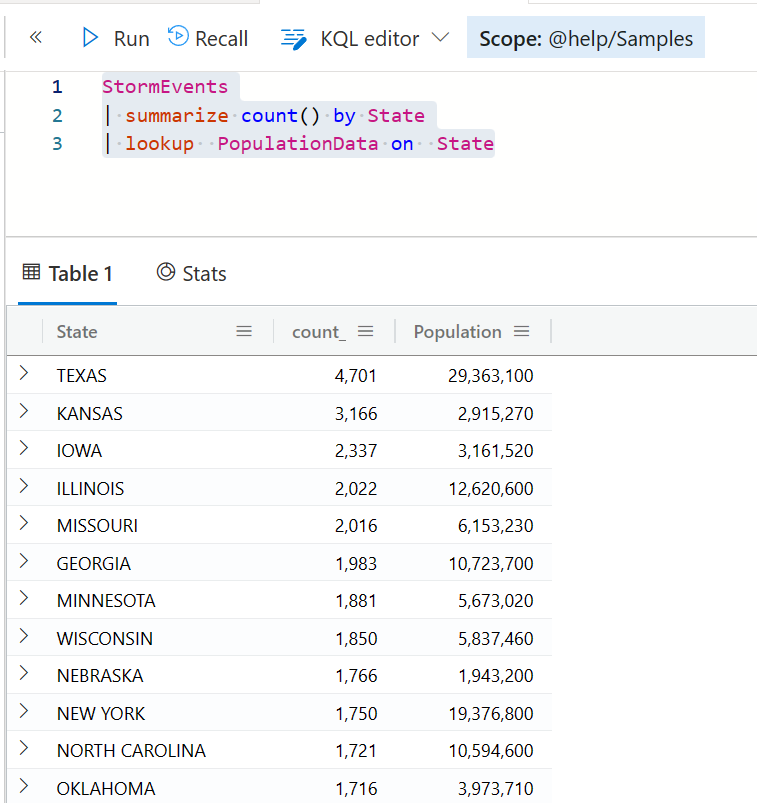 « Run Recall KQL editor Scope: @help/Samples
1 StormEvents
2 | summarize count() by State
3 | lookup  PopulationData on  State
Table 1 Stats
State count_ Population
TEXAS 4,701 29,363,100
KANSAS 3,166 2,915,270
IOWA 2,337 3,161,520
ILLINOIS 2,022 12,620,600
MISSOURI 2,016 6,153,230
GEORGIA 1,983 10,723,700
MINNESOTA 1,881 5,673,020
WISCONSIN 1,850 5,837,460
NEBRASKA 1,766 1,943,200
NEW YORK 1,750 19,376,800
NORTH CAROLINA 1,721 10,594,600
OKLAHOMA 1,716 3,973,710